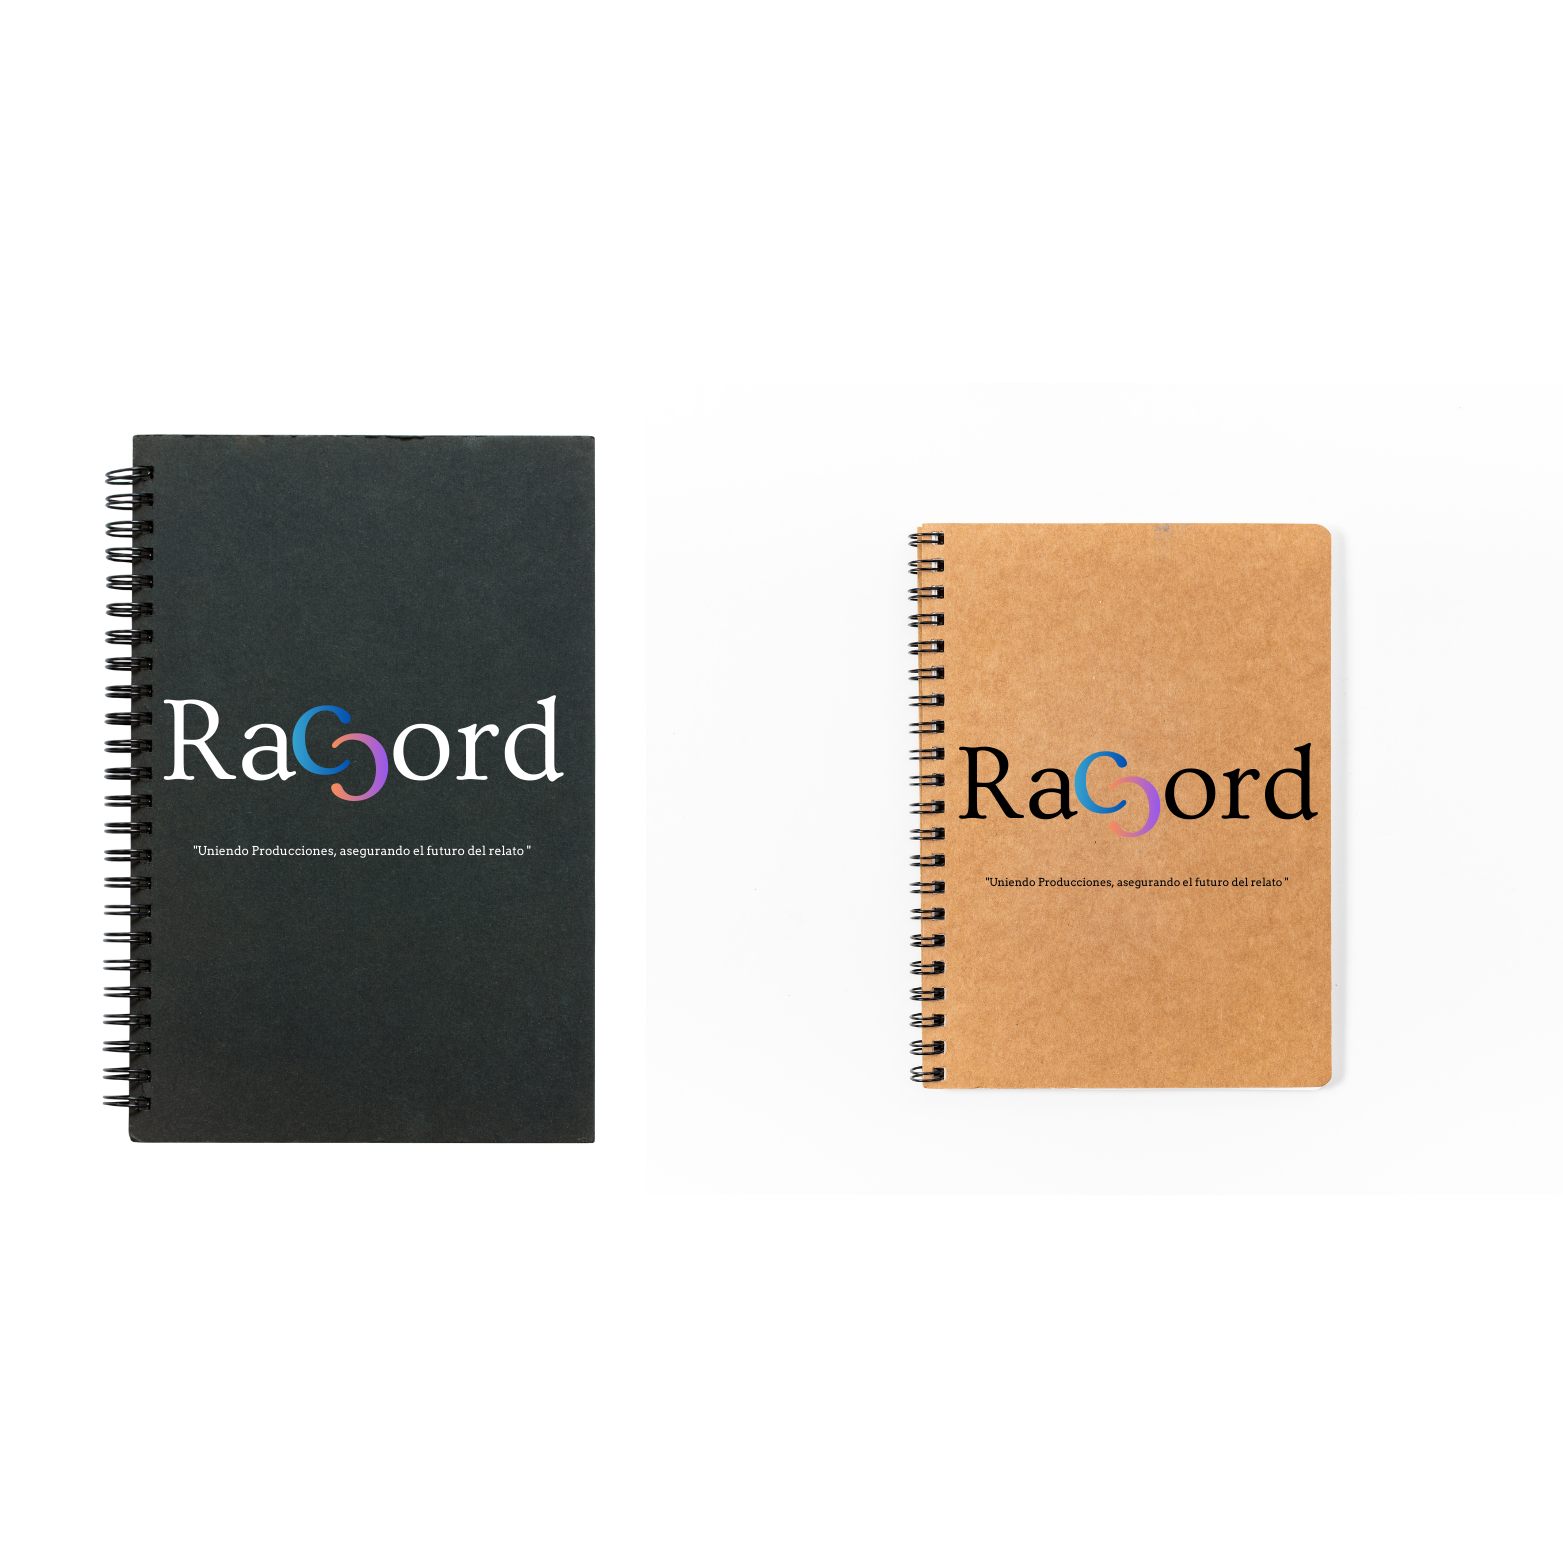 Raccord
"Uniendo Producciones, asegurando el futuro del relato "
Raccord
"Uniendo Producciones, asegurando el futuro del relato "